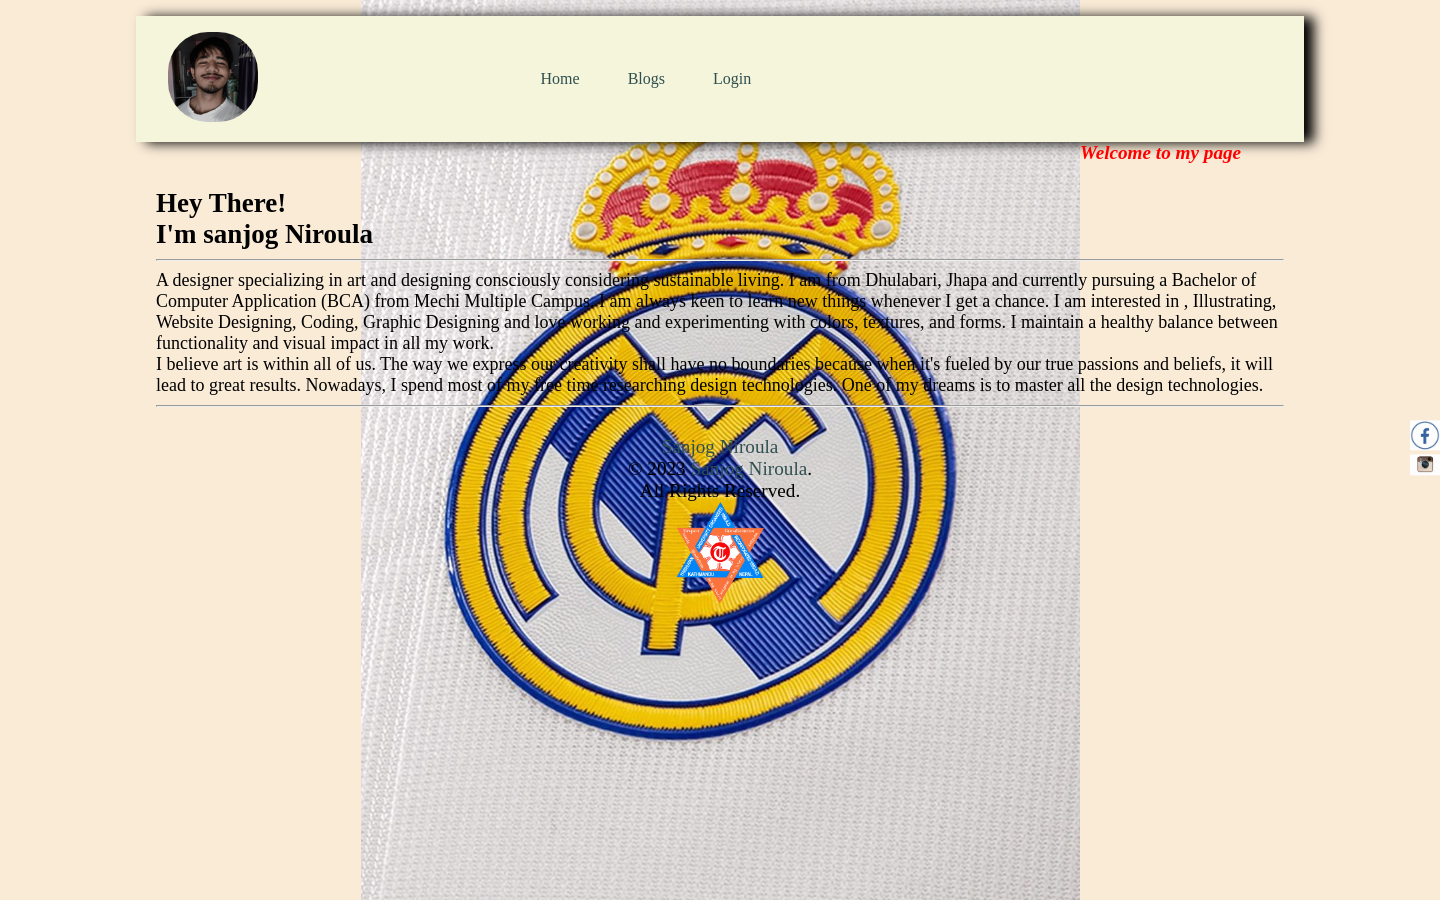 Home Blogs Login
Welcome to my page
Hey There!
I'm sanjog Niroula
A designer specializing in art and designing consciously considering sustainable living. I am from Dhulabari, Jhapa and currently pursuing a Bachelor of
Computer Application (BCA) from Mechi Multiple Campus. I am always keen to learn new things whenever I get a chance. I am interested in , Illustrating,
Website Designing, Coding, Graphic Designing and love working and experimenting with colors, textures, and forms. I maintain a healthy balance between
functionality and visual impact in all my work.
I believe art is within all of us. The way we express our creativity shall have no boundaries because when it's fueled by our true passions and beliefs, it will
lead to great results. Nowadays, I spend most of my free time researching design technologies. One of my dreams is to master all the design technologies.
Sanjog Niroula
© 2023 Sanjog Niroula.
All Rights Reserved.
KATHMANDU NEPAL